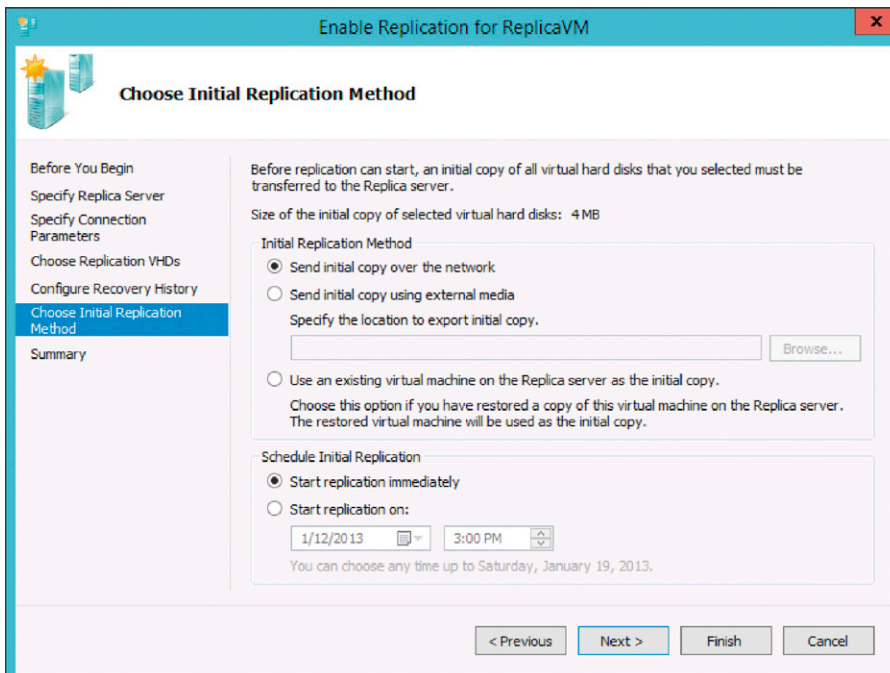 Enable Replication for ReplicaVM
x
Choose Initial Replication Method
Before You Begin
Specify Replica Server
Specify Connection
Parameters
Choose Replication VHDs
Configure Recovery History
Choose Initial Replication
Method
Summary
Before replication can start, an initial copy of all virtual hard disks that you selected must be
transferred to the Replica server.
Size of the initial copy of selected virtual hard disks: 4 MB
Initial Replication Method
Send initial copy over the network
Send initial copy using external media
Specify the location to export initial copy.
Browse...
Use an existing virtual machine on the Replica server as the initial copy.
Choose this option if you have restored a copy of this virtual machine on the Replica server.
The restored virtual machine will be used as the initial copy.
Schedule Initial Replication
Start replication immediately
Start replication on:
1/12/2013 3:00 PM
You can choose any time up to Saturday, January 19, 2013.
< Previous Next > Finish Cancel